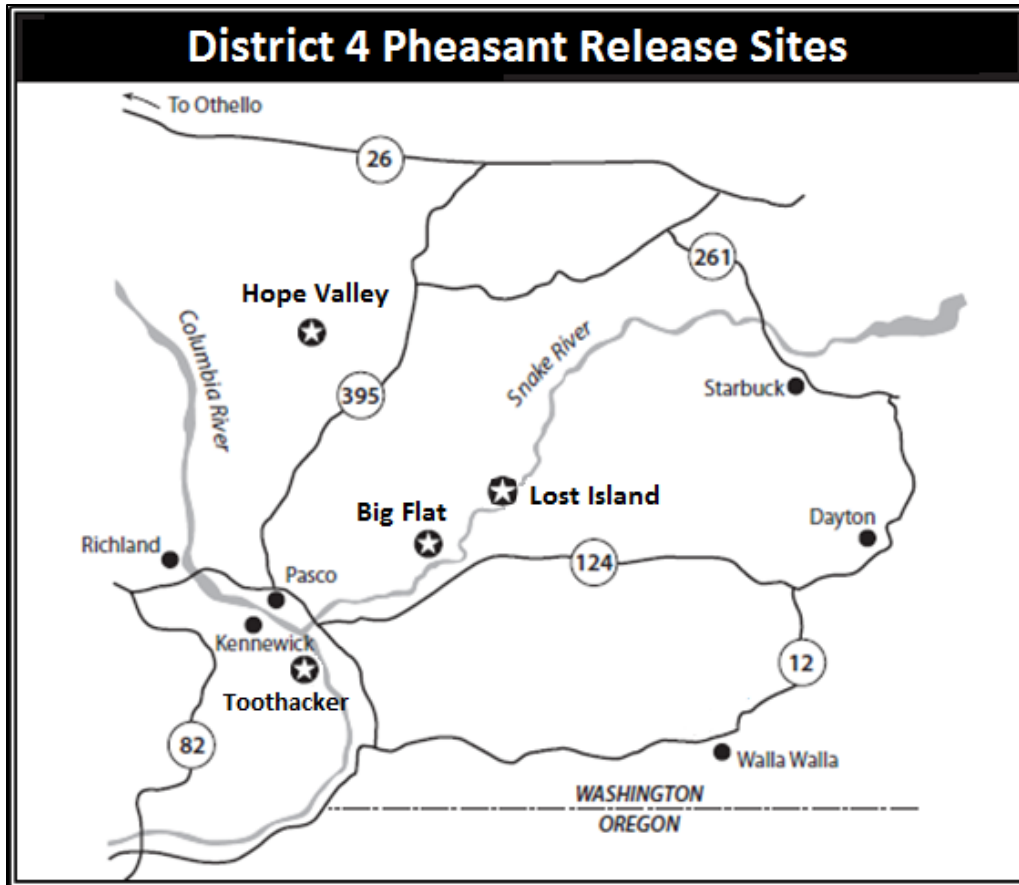 District 4 Pheasant Release Sites
To Othello
26
261
Hope Valley
Columbia River
Snake River
395
Starbuck
Lost Island
Big Flat
Dayton
Richland
124
Pasco
Kennewick
12
Toothacker
82
Walla Walla
WASHINGTON
OREGON